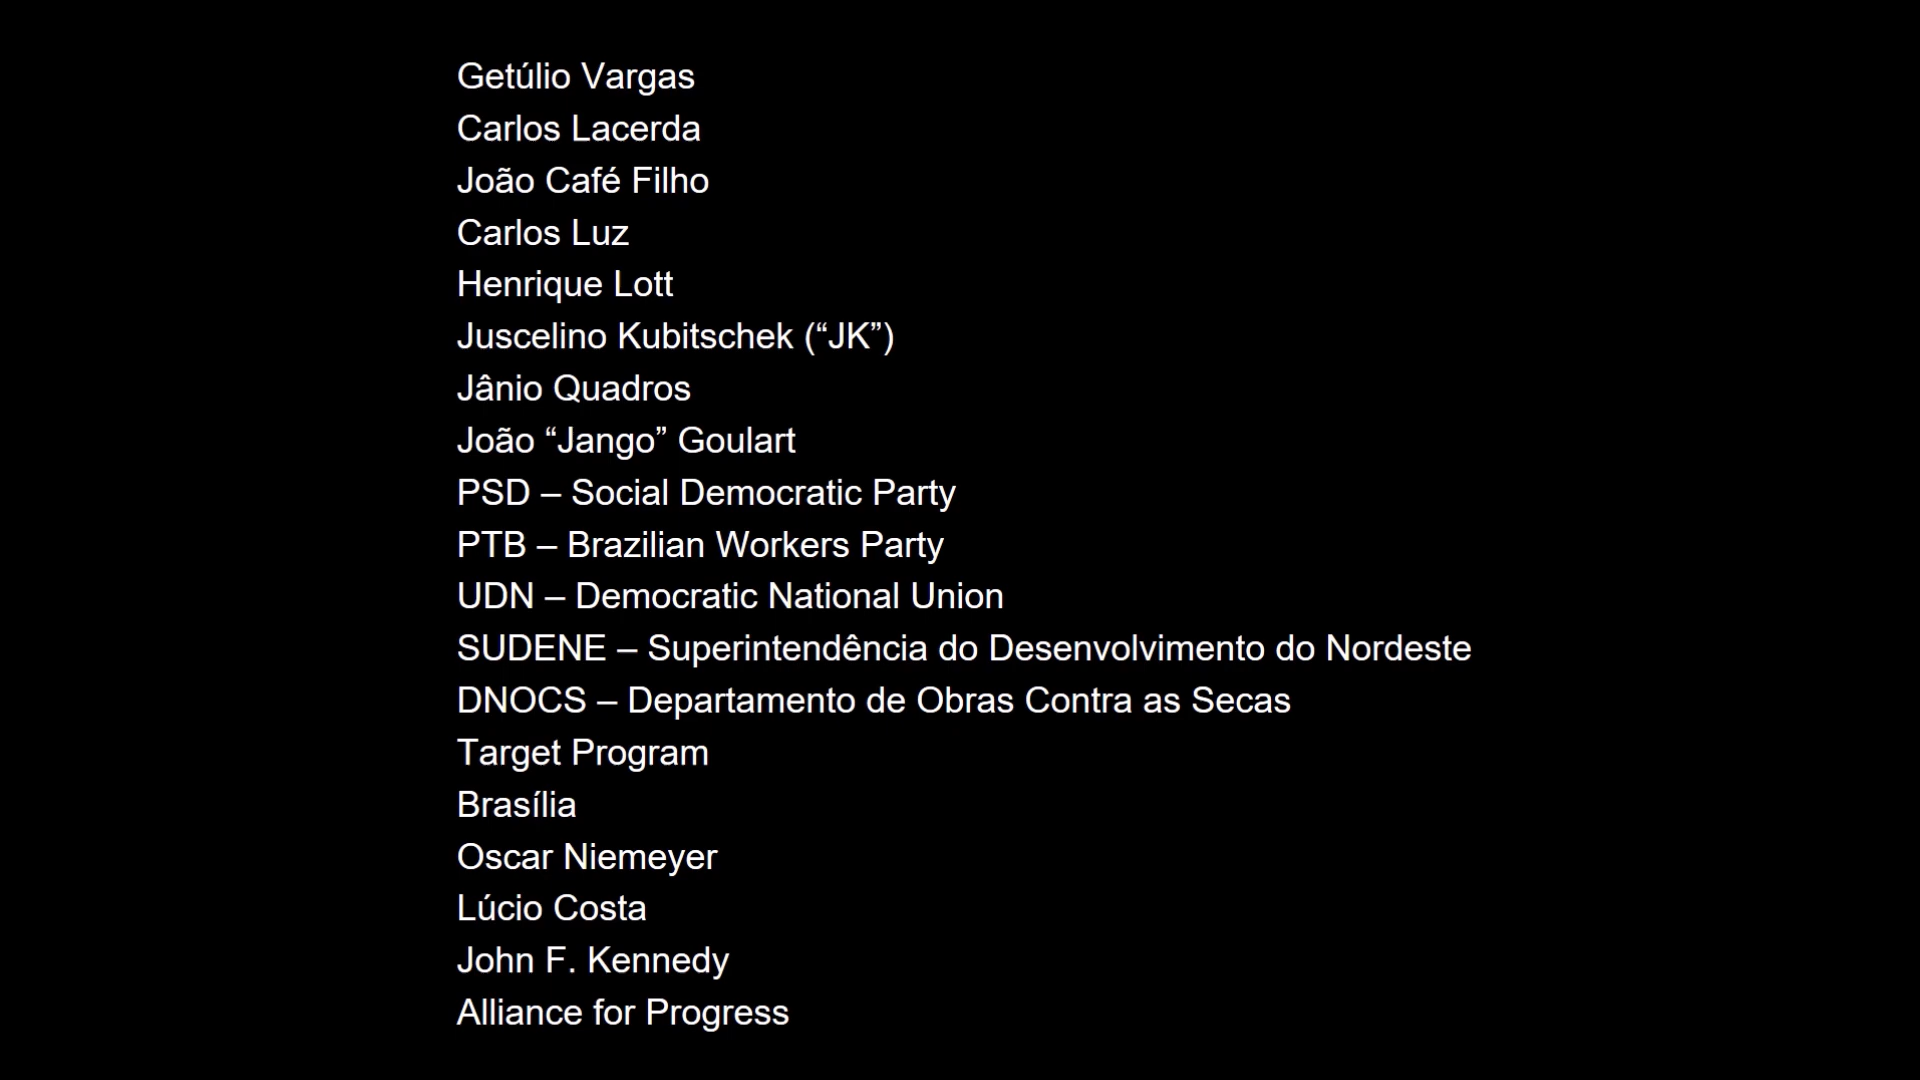 Getúlio Vargas
Carlos Lacerda
João Café Filho
Carlos Luz
Henrique Lott
Juscelino Kubitschek (“JK”)
Jânio Quadros
João “Jango” Goulart
PSD – Social Democratic Party
PTB – Brazilian Workers Party
UDN – Democratic National Union
SUDENE – Superintendência do Desenvolvimento do Nordeste
DNOCS – Departamento de Obras Contra as Secas
Target Program
Brasília
Oscar Niemeyer
Lúcio Costa
John F. Kennedy
Alliance for Progress